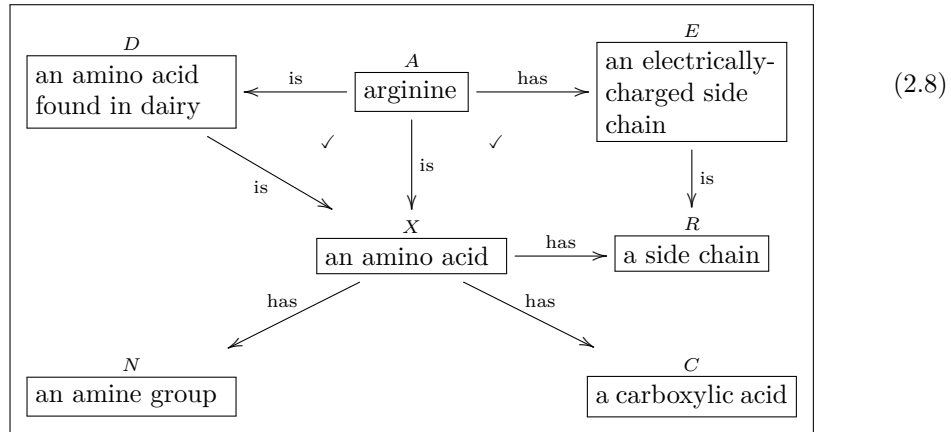 D
an amino acid
found in dairy
is
A
arginine
has
E
an electrically-
charged side
chain
(2.8)
✓
✓
is
is
is
X
an amino acid
has
R
a side chain
has
has
N
an amine group
C
a carboxylic acid